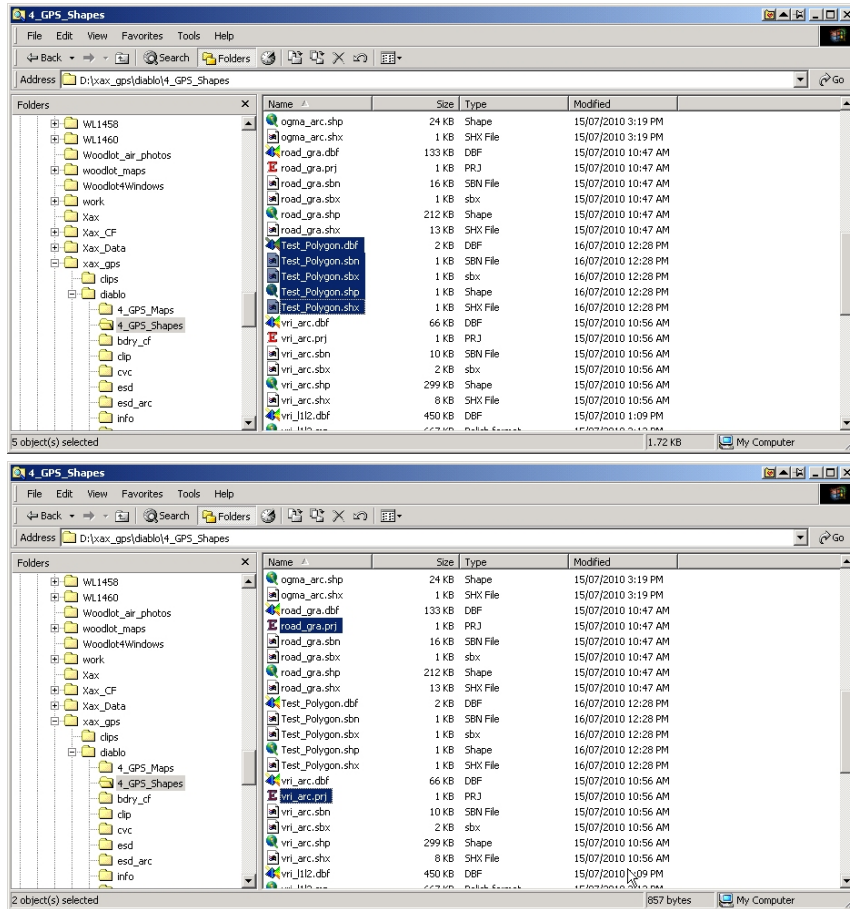 4_GPS_Shapes
File Edit View Favorites Tools Help
Back Search Folders
Address D:\xax_gps\diablo\4_GPS_Shapes Go
Folders
WL1458
WL1460
Woodlot_air_photos
woodlot_maps
Woodlot4Windows
work
Xax
Xax_CF
Xax_Data
xax_gps
clips
diablo
4_GPS_Maps
4_GPS_Shapes
bdry_cf
clip
cvc
esd
esd_arc
info
Name Size Type Modified
ogma_arc.shp 24 KB Shape 15/07/2010 3:19 PM
ogma_arc.shx 1 KB SHX File 15/07/2010 3:19 PM
road_gra.dbf 133 KB DBF 15/07/2010 10:47 AM
road_gra.prj 1 KB PRJ 15/07/2010 10:47 AM
road_gra.sbn 16 KB SBN File 15/07/2010 10:47 AM
road_gra.sbx 1 KB sbx 15/07/2010 10:47 AM
road_gra.shp 212 KB Shape 15/07/2010 10:47 AM
road_gra.shx 13 KB SHX File 15/07/2010 10:47 AM
Test_Polygon.dbf 2 KB DBF 16/07/2010 12:28 PM
Test_Polygon.sbn 1 KB SBN File 16/07/2010 12:28 PM
Test_Polygon.sbx 1 KB sbx 16/07/2010 12:28 PM
Test_Polygon.shp 1 KB Shape 16/07/2010 12:28 PM
Test_Polygon.shx 1 KB SHX File 16/07/2010 12:28 PM
vri_arc.dbf 66 KB DBF 15/07/2010 10:56 AM
vri_arc.prj 1 KB PRJ 15/07/2010 10:56 AM
vri_arc.sbn 10 KB SBN File 15/07/2010 10:56 AM
vri_arc.sbx 2 KB sbx 15/07/2010 10:56 AM
vri_arc.shp 299 KB Shape 15/07/2010 10:56 AM
vri_arc.shx 8 KB SHX File 15/07/2010 10:56 AM
vri_l1l2.dbf 450 KB DBF 15/07/2010 1:09 PM
5 object(s) selected 1.72 KB My Computer
4_GPS_Shapes
File Edit View Favorites Tools Help
Back Search Folders
Address D:\xax_gps\diablo\4_GPS_Shapes Go
Folders
WL1458
WL1460
Woodlot_air_photos
woodlot_maps
Woodlot4Windows
work
Xax
Xax_CF
Xax_Data
xax_gps
clips
diablo
4_GPS_Maps
4_GPS_Shapes
bdry_cf
clip
cvc
esd
esd_arc
info
Name Size Type Modified
ogma_arc.shp 24 KB Shape 15/07/2010 3:19 PM
ogma_arc.shx 1 KB SHX File 15/07/2010 3:19 PM
road_gra.dbf 133 KB DBF 15/07/2010 10:47 AM
road_gra.prj 1 KB PRJ 15/07/2010 10:47 AM
road_gra.sbn 16 KB SBN File 15/07/2010 10:47 AM
road_gra.sbx 1 KB sbx 15/07/2010 10:47 AM
road_gra.shp 212 KB Shape 15/07/2010 10:47 AM
road_gra.shx 13 KB SHX File 15/07/2010 10:47 AM
Test_Polygon.dbf 2 KB DBF 16/07/2010 12:28 PM
Test_Polygon.sbn 1 KB SBN File 16/07/2010 12:28 PM
Test_Polygon.sbx 1 KB sbx 16/07/2010 12:28 PM
Test_Polygon.shp 1 KB Shape 16/07/2010 12:28 PM
Test_Polygon.shx 1 KB SHX File 16/07/2010 12:28 PM
vri_arc.dbf 66 KB DBF 15/07/2010 10:56 AM
vri_arc.prj 1 KB PRJ 15/07/2010 10:56 AM
vri_arc.sbn 10 KB SBN File 15/07/2010 10:56 AM
vri_arc.sbx 2 KB sbx 15/07/2010 10:56 AM
vri_arc.shp 299 KB Shape 15/07/2010 10:56 AM
vri_arc.shx 8 KB SHX File 15/07/2010 10:56 AM
vri_l1l2.dbf 450 KB DBF 15/07/2010 1:09 PM
2 object(s) selected 857 bytes My Computer